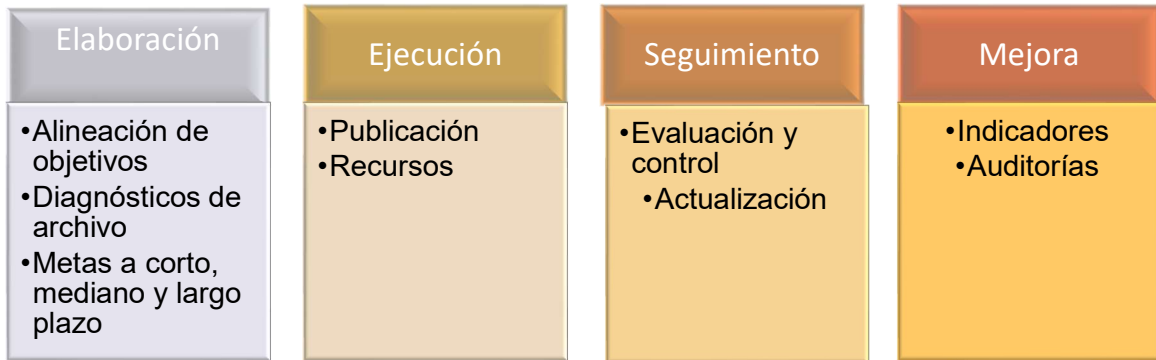 Elaboración
•Alineación de
objetivos
•Diagnósticos de
archivo
•Metas a corto,
mediano y largo
plazo
Ejecución
•Publicación
•Recursos
Seguimiento
•Evaluación y
control
•Actualización
Mejora
•Indicadores
•Auditorías